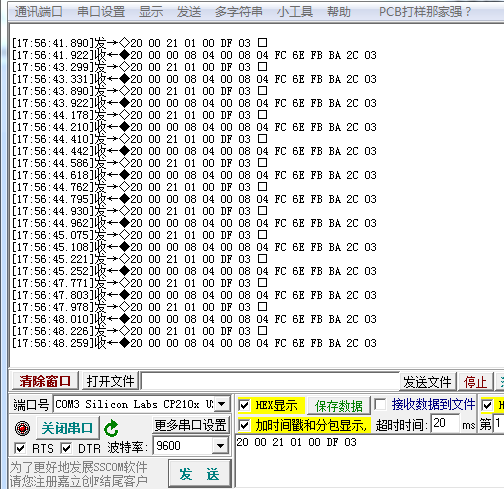 通讯端口 串口设置 显示 发送 多字符串 小工具 帮助 PCB打样那家强？
[17:56:41.890]发→◇20 00 21 01 00 DF 03 □
[17:56:41.922]收←◆20 00 00 08 04 00 08 04 FC 6E FB BA 2C 03
[17:56:43.299]发→◇20 00 21 01 00 DF 03 □
[17:56:43.331]收←◆20 00 00 08 04 00 08 04 FC 6E FB BA 2C 03
[17:56:43.890]发→◇20 00 21 01 00 DF 03 □
[17:56:43.922]收←◆20 00 00 08 04 00 08 04 FC 6E FB BA 2C 03
[17:56:44.178]发→◇20 00 21 01 00 DF 03 □
[17:56:44.210]收←◆20 00 00 08 04 00 08 04 FC 6E FB BA 2C 03
[17:56:44.410]发→◇20 00 21 01 00 DF 03 □
[17:56:44.442]收←◆20 00 00 08 04 00 08 04 FC 6E FB BA 2C 03
[17:56:44.586]发→◇20 00 21 01 00 DF 03 □
[17:56:44.618]收←◆20 00 00 08 04 00 08 04 FC 6E FB BA 2C 03
[17:56:44.762]发→◇20 00 21 01 00 DF 03 □
[17:56:44.795]收←◆20 00 00 08 04 00 08 04 FC 6E FB BA 2C 03
[17:56:44.930]发→◇20 00 21 01 00 DF 03 □
[17:56:44.962]收←◆20 00 00 08 04 00 08 04 FC 6E FB BA 2C 03
[17:56:45.075]发→◇20 00 21 01 00 DF 03 □
[17:56:45.108]收←◆20 00 00 08 04 00 08 04 FC 6E FB BA 2C 03
[17:56:45.221]发→◇20 00 21 01 00 DF 03 □
[17:56:45.252]收←◆20 00 00 08 04 00 08 04 FC 6E FB BA 2C 03
[17:56:47.771]发→◇20 00 21 01 00 DF 03 □
[17:56:47.803]收←◆20 00 00 08 04 00 08 04 FC 6E FB BA 2C 03
[17:56:47.978]发→◇20 00 21 01 00 DF 03 □
[17:56:48.010]收←◆20 00 00 08 04 00 08 04 FC 6E FB BA 2C 03
[17:56:48.226]发→◇20 00 21 01 00 DF 03 □
[17:56:48.259]收←◆20 00 00 08 04 00 08 04 FC 6E FB BA 2C 03
清除窗口 打开文件 发送文件 停止
端口号 COM3 Silicon Labs CP210x HEX显示 保存数据 接收数据到文件
关闭串口 更多串口设置 加时间戳和分包显示, 超时时间: 20 ms 第1
RTS DTR 波特率: 9600 20 00 21 01 00 DF 03
为了更好地发展SSCOM软件
请您注册嘉立创F结尾客户 发 送